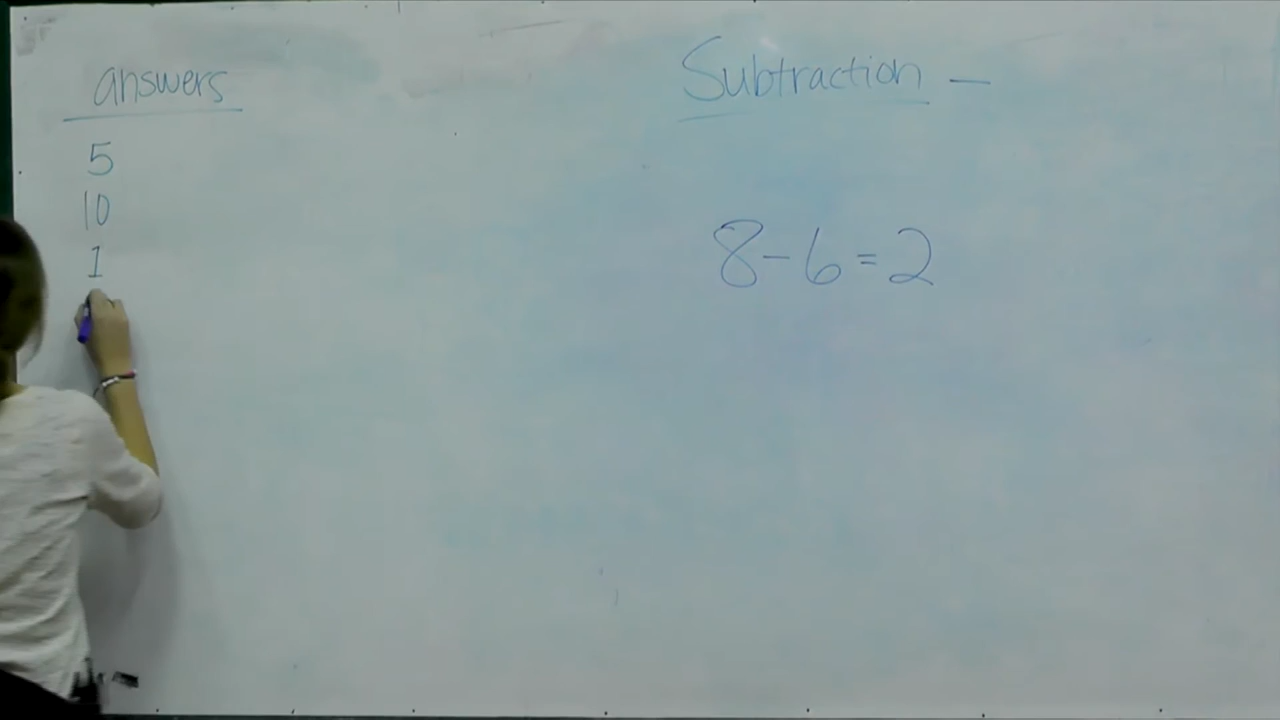 answers
5
10
1
Subtraction —
8-6=2